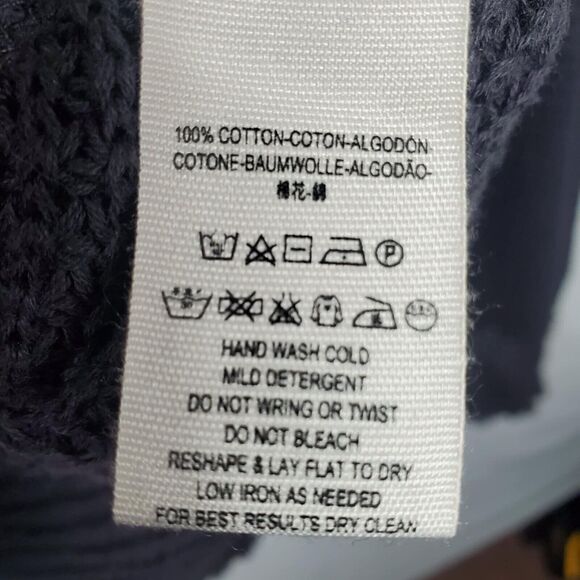 100% COTTON-COTON-ALGODÓN-
COTONE-BAUMWOLLE-ALGODÃO-
棉花-綿
P
HAND WASH COLD
MILD DETERGENT
DO NOT WRING OR TWIST
DO NOT BLEACH
RESHAPE & LAY FLAT TO DRY
LOW IRON AS NEEDED
FOR BEST RESULTS DRY CLEAN